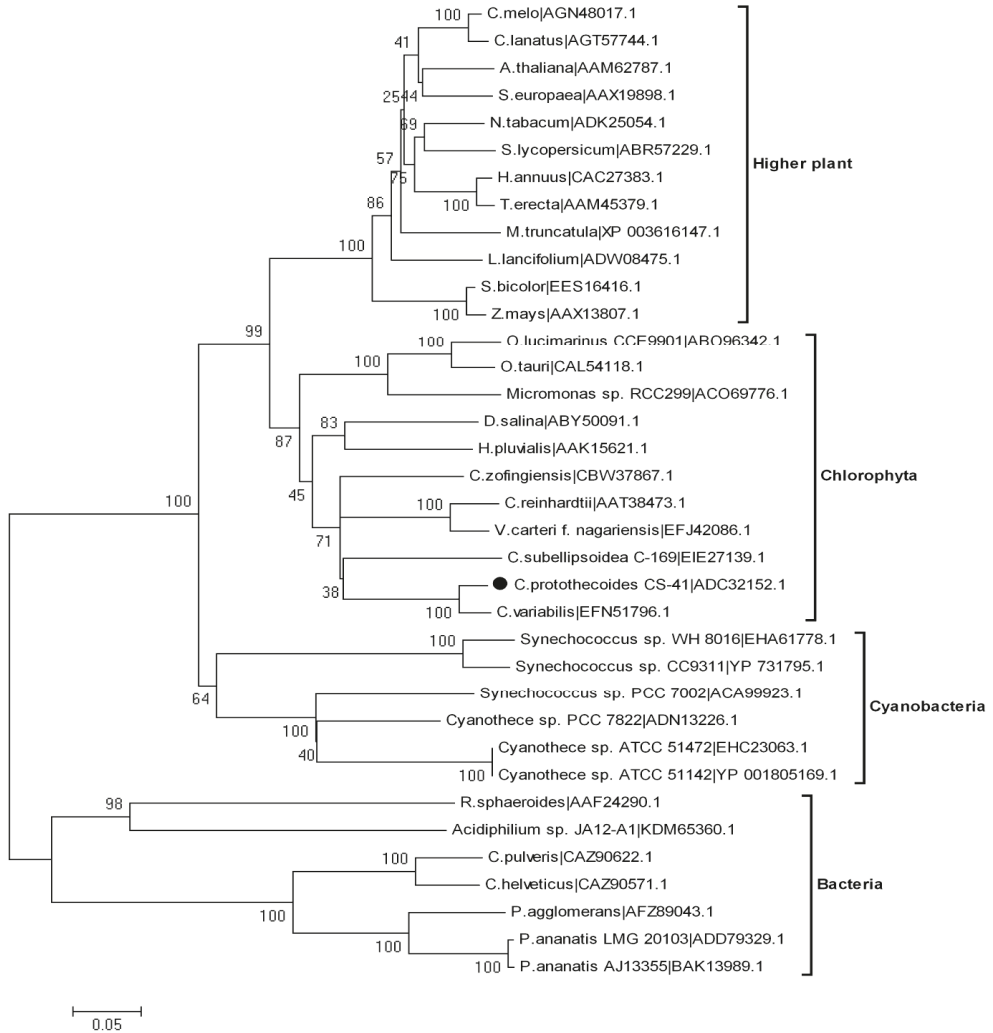 100
C.melo|AGN48017.1
C.lanatus|AGT57744.1
41
A.thaliana|AAM62787.1
2544
S.europaea|AAX19898.1
69
N.tabacum|ADK25054.1
S.lycopersicum|ABR57229.1
57
Higher plant
75
H.annuus|CAC27383.1
86
100
T.erecta|AAM45379.1
M.truncatula|XP 003616147.1
100
L.lancifolium|ADW08475.1
S.bicolor|EES16416.1
100
Z.mays|AAX13807.1
99
100
O.lucimarinus CCE9901|ABO96342.1
100
O.tauri|CAL54118.1
Micromonas sp. RCC299|ACO69776.1
83
D.salina|ABY50091.1
87
H.pluvialis|AAK15621.1
C.zofingiensis|CBW37867.1
Chlorophyta
45
100
C.reinhardtii|AAT38473.1
100
V.carteri f. nagariensis|EFJ42086.1
71
C.subellipsoidea C-169|EIE27139.1
C.protothecoides CS-41|ADC32152.1
38
100
C.variabilis|EFN51796.1
100
Synechococcus sp. WH 8016|EHA61778.1
Synechococcus sp. CC9311|YP 731795.1
64
Synechococcus sp. PCC 7002|ACA99923.1
Cyanobacteria
100
Cyanothece sp. PCC 7822|ADN13226.1
40
Cyanothece sp. ATCC 51472|EHC23063.1
100
Cyanothece sp. ATCC 51142|YP 001805169.1
98
R.sphaeroides|AAF24290.1
Acidiphilium sp. JA12-A1|KDM65360.1
100
C.pulveris|CAZ90622.1
C.helveticus|CAZ90571.1
Bacteria
100
P.agglomerans|AFZ89043.1
100
P.ananatis LMG 20103|ADD79329.1
100
P.ananatis AJ13355|BAK13989.1
0.05